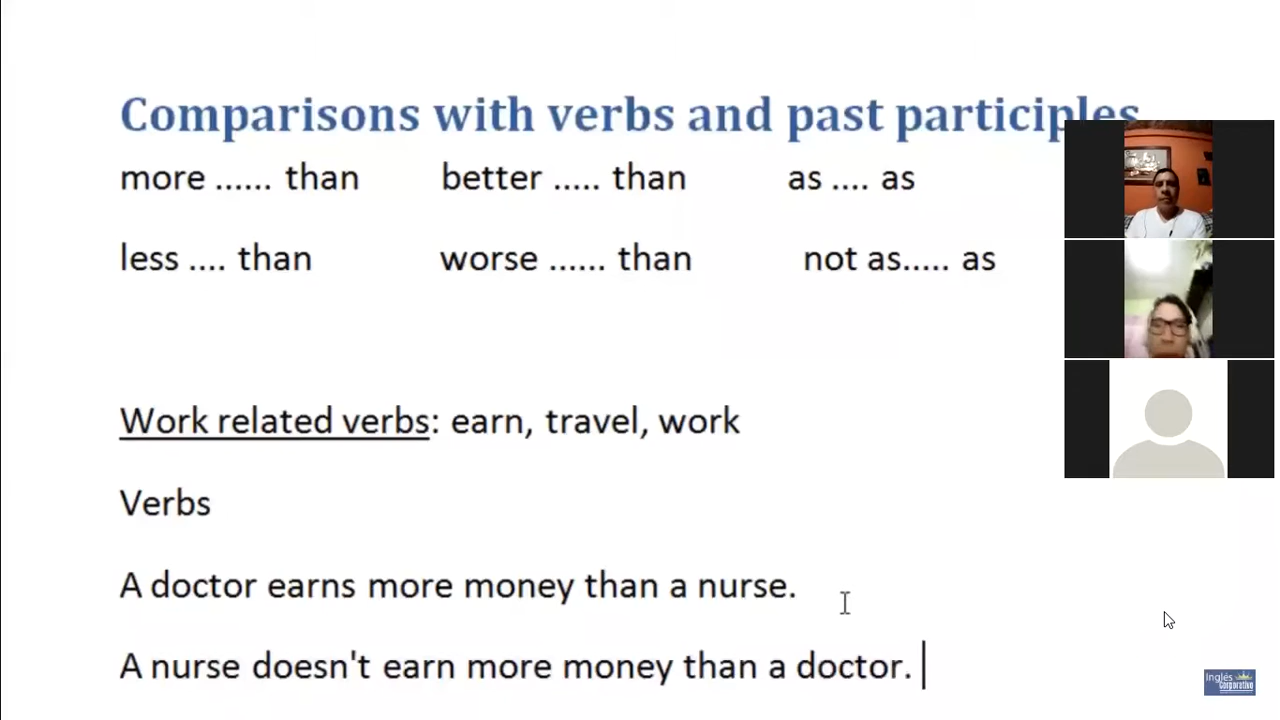 Comparisons with verbs and past participles
more ...... than better ..... than as .... as
less .... than worse ...... than not as..... as
Work related verbs: earn, travel, work
Verbs
A doctor earns more money than a nurse.
A nurse doesn't earn more money than a doctor.
Inglés
Corporativo